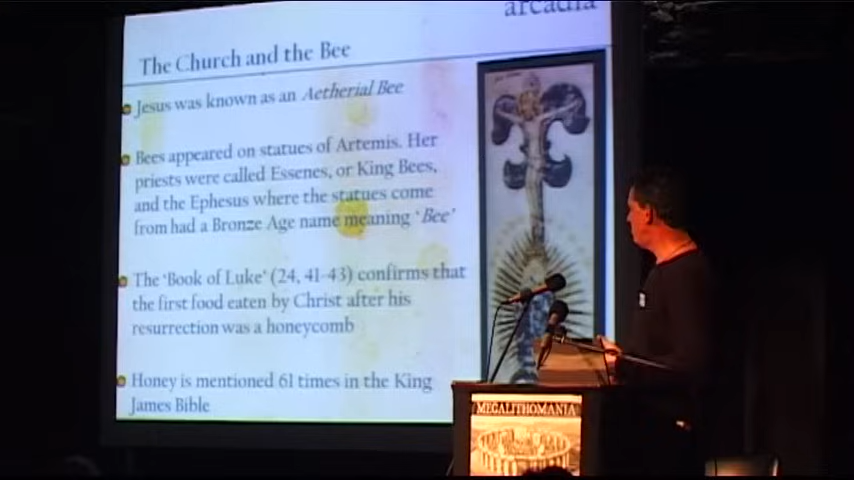 arcadia
The Church and the Bee
Jesus was known as an Aetherial Bee
Bees appeared on statues of Artemis. Her
priests were called Essenes, or King Bees,
and the Ephesus where the statues come
from had a Bronze Age name meaning 'Bee'
The 'Book of Luke' (24, 41-43) confirms that
the first food eaten by Christ after his
resurrection was a honeycomb
Honey is mentioned 61 times in the King
James Bible
MEGALITHOMANIA